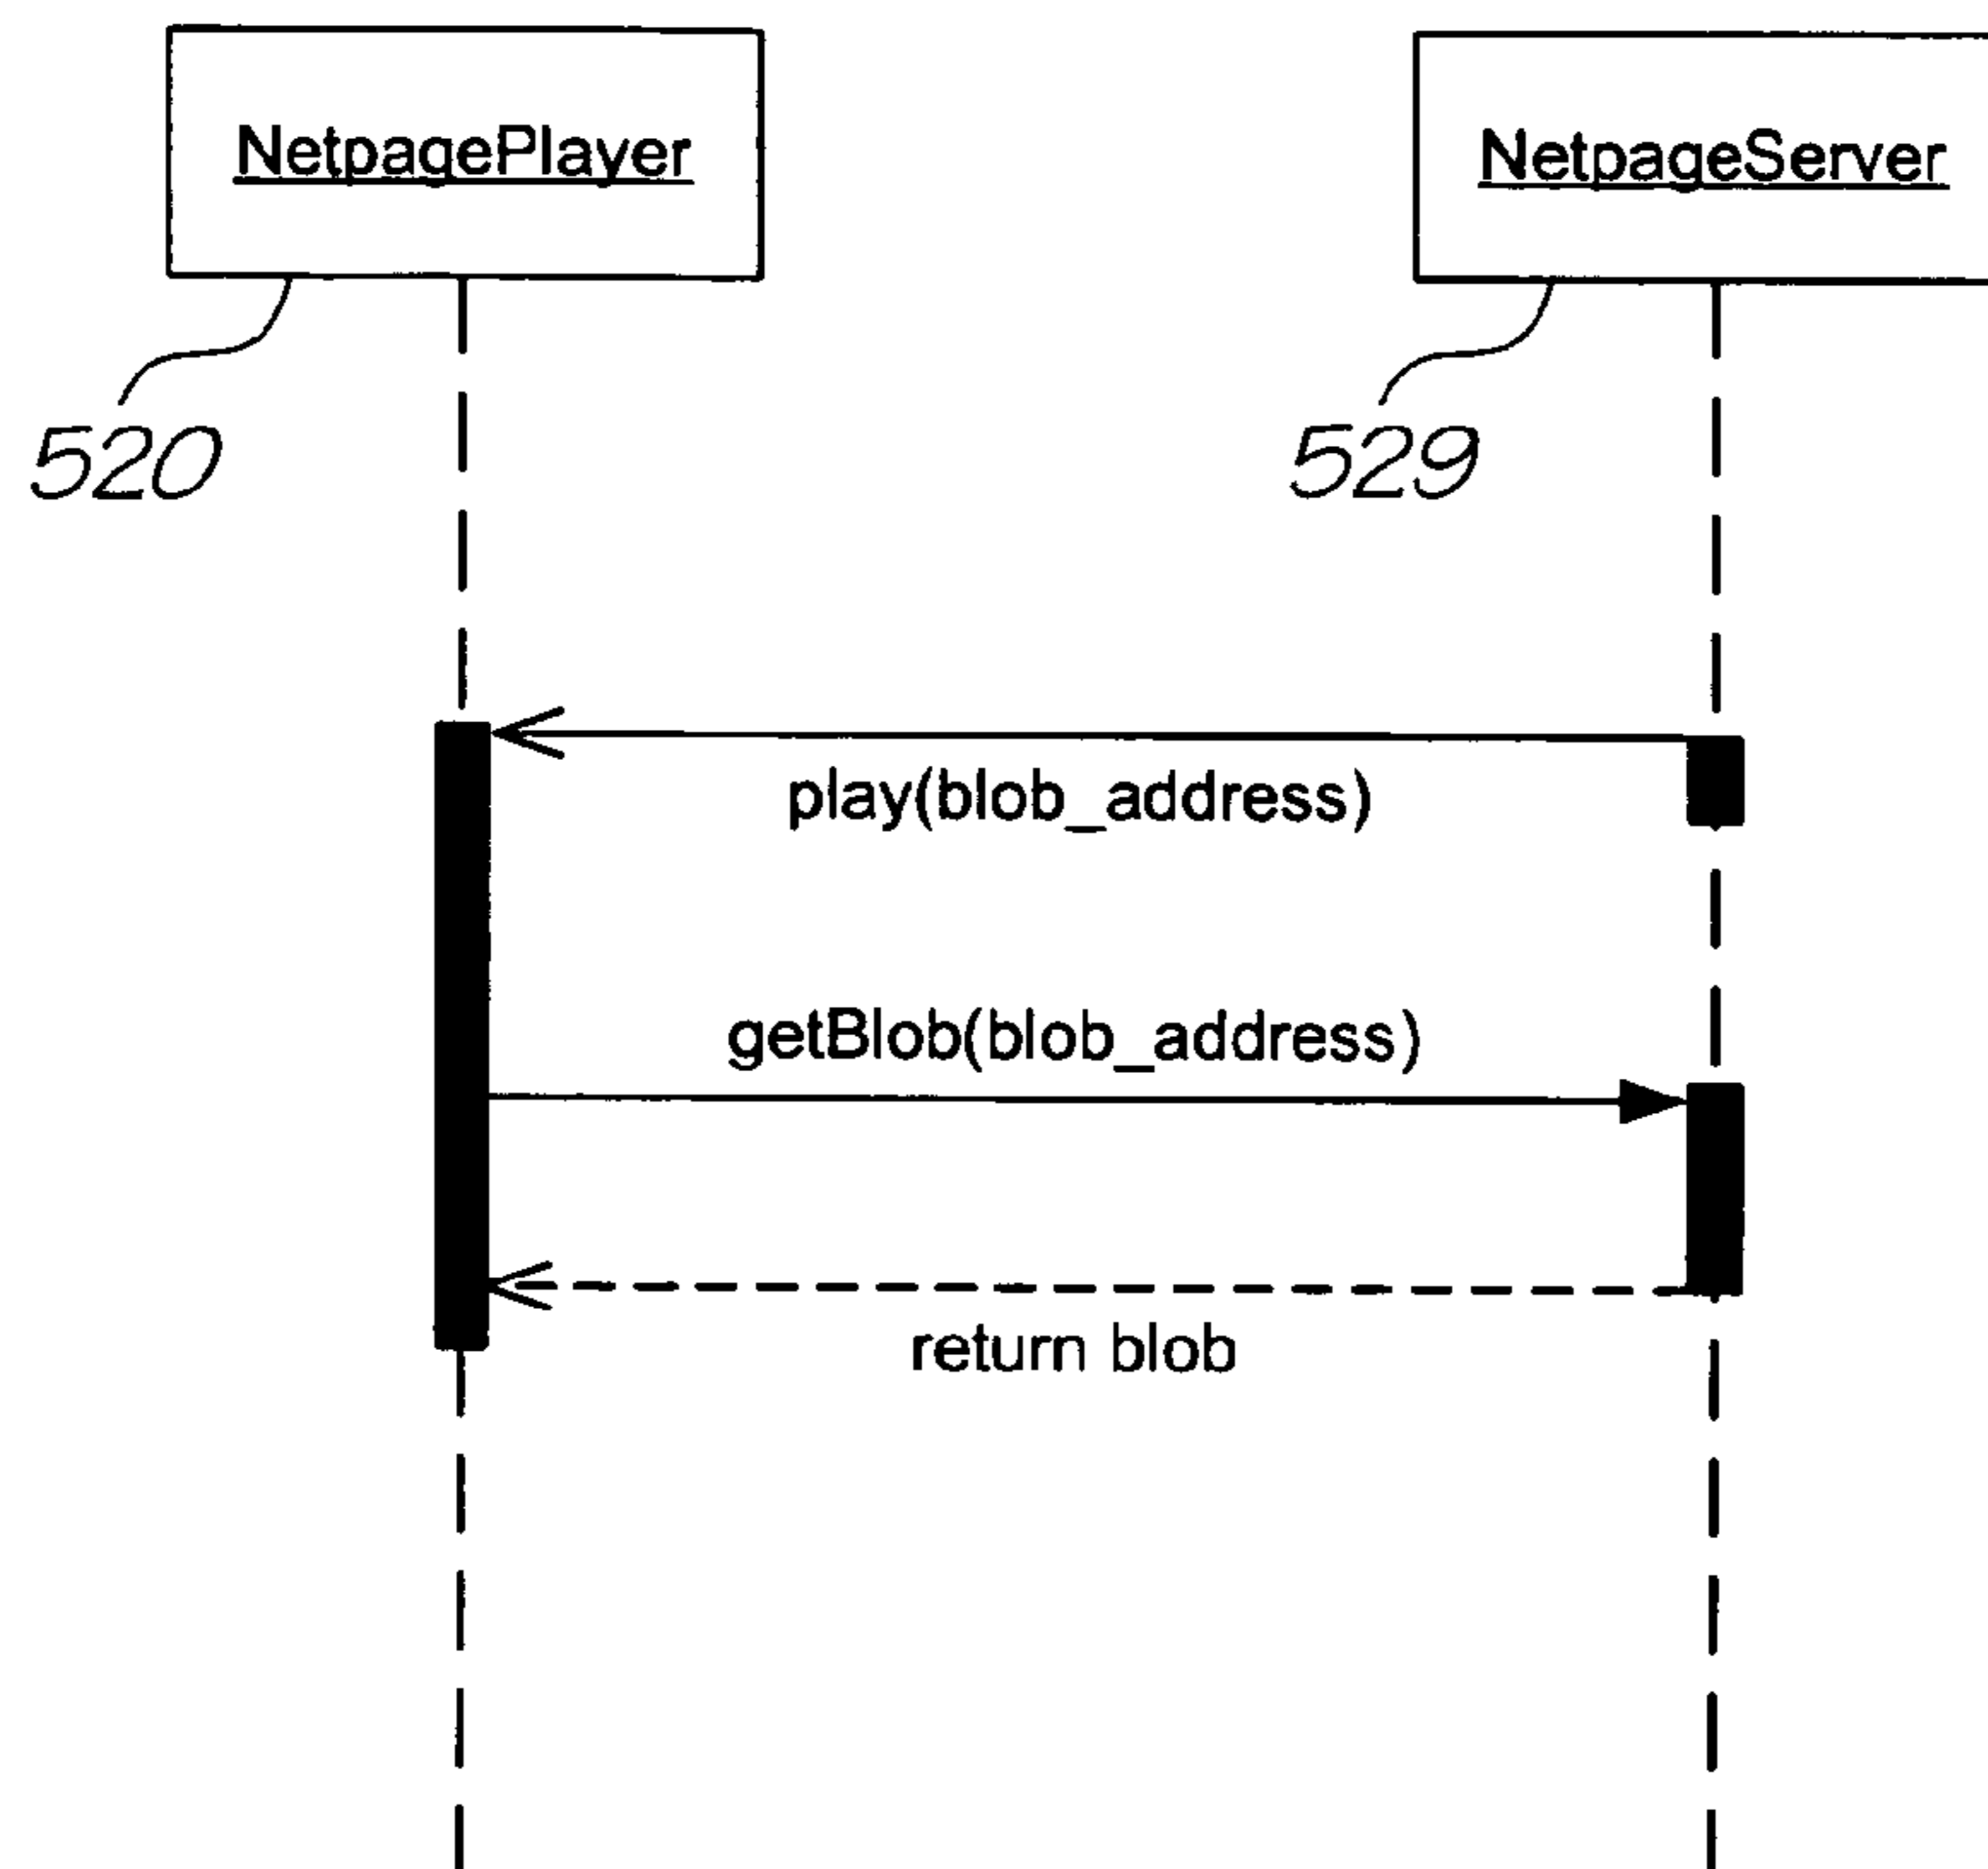 NetpagePlayer
NetpageServer
520
529
play(blob_address)
getBlob(blob_address)
return blob